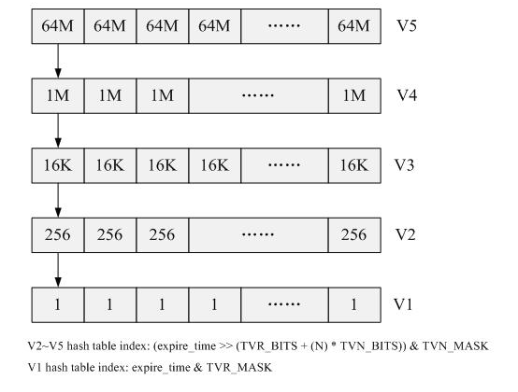 64M 64M 64M 64M ...... 64M V5
1M 1M 1M ...... 1M V4
16K 16K 16K 16K ...... 16K V3
256 256 256 ...... 256 V2
1 1 1 1 ...... 1 V1
V2~V5 hash table index: (expire_time >> (TVR_BITS + (N) * TVN_BITS)) & TVN_MASK
V1 hash table index: expire_time & TVR_MASK